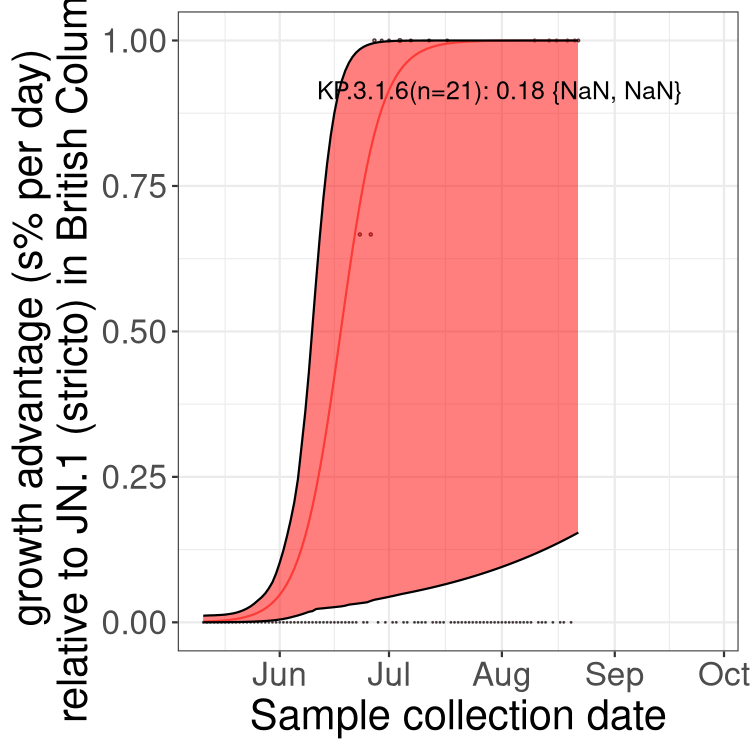 growth advantage (s% per day)
relative to JN.1 (stricto) in British Colum
1.00
0.75
0.50
0.25
0.00
KP.3.1.6(n=21): 0.18 {NaN, NaN}
Jun Jul Aug Sep Oct
Sample collection date